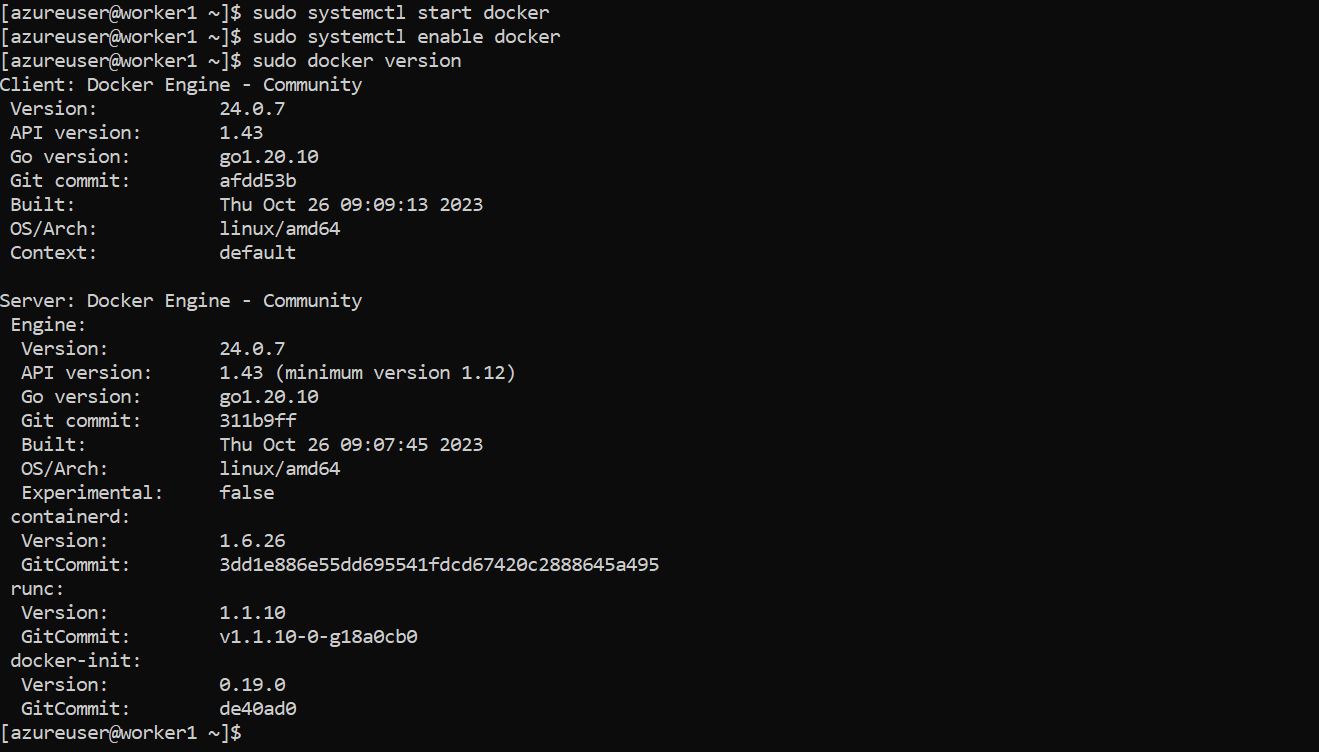 [azureuser@worker1 ~]$ sudo systemctl start docker
[azureuser@worker1 ~]$ sudo systemctl enable docker
[azureuser@worker1 ~]$ sudo docker version
Client: Docker Engine - Community
 Version:           24.0.7
 API version:       1.43
 Go version:        go1.20.10
 Git commit:        afdd53b
 Built:             Thu Oct 26 09:09:13 2023
 OS/Arch:           linux/amd64
 Context:           default

Server: Docker Engine - Community
 Engine:
  Version:          24.0.7
  API version:      1.43 (minimum version 1.12)
  Go version:       go1.20.10
  Git commit:       311b9ff
  Built:            Thu Oct 26 09:07:45 2023
  OS/Arch:          linux/amd64
  Experimental:     false
 containerd:
  Version:          1.6.26
  GitCommit:        3dd1e886e55dd695541fdcd67420c2888645a495
 runc:
  Version:          1.1.10
  GitCommit:        v1.1.10-0-g18a0cb0
 docker-init:
  Version:          0.19.0
  GitCommit:        de40ad0
[azureuser@worker1 ~]$